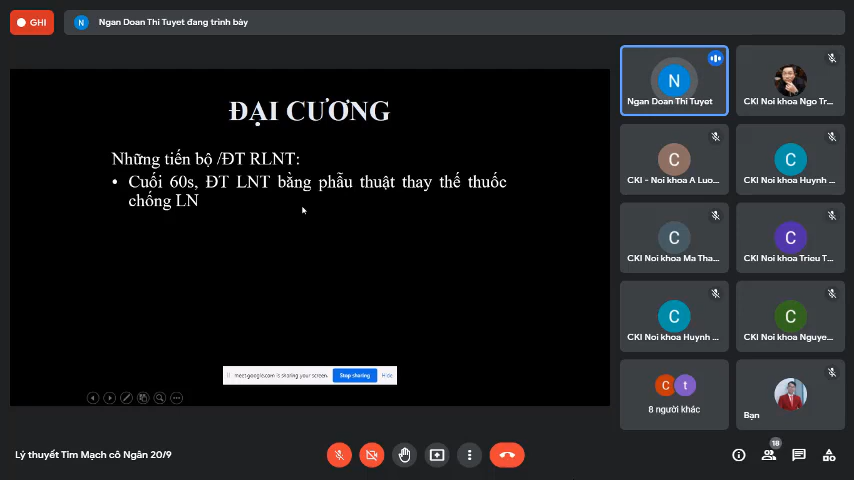 GHI
N
Ngan Doan Thi Tuyet đang trình bày
ĐẠI CƯƠNG
Những tiến bộ /ĐT RLNT:
• Cuối 60s, ĐT LNT bằng phẫu thuật thay thế thuốc
chống LN
meet.google.com is sharing your screen.
Stop sharing
Hide
N
Ngan Doan Thi Tuyet
CKI Noi khoa Ngo Tr...
C
CKI - Noi khoa A Luo...
C
CKI Noi khoa Huynh ...
C
CKI Noi khoa Ma Tha...
C
CKI Noi khoa Trieu T...
C
CKI Noi khoa Huynh ...
C
CKI Noi khoa Nguye...
C t
8 người khác
Bạn
Lý thuyết Tim Mạch cô Ngân 20/9
18